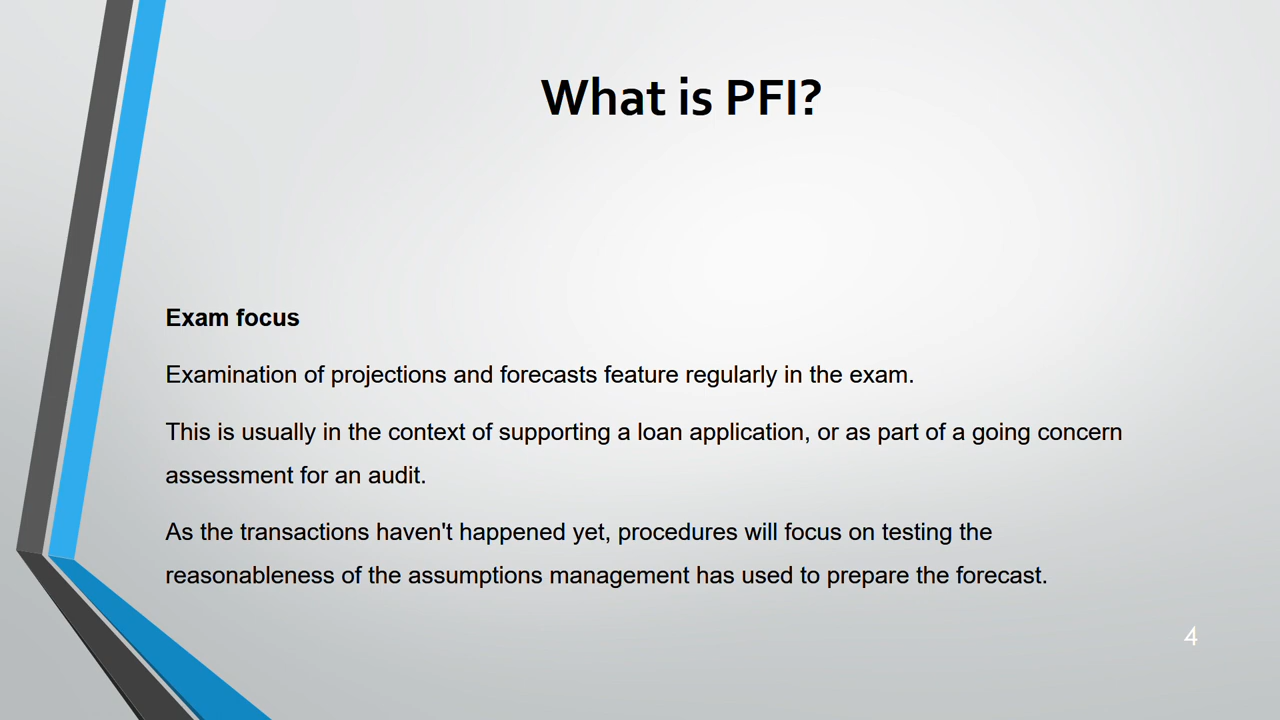 What is PFI?
Exam focus
Examination of projections and forecasts feature regularly in the exam.
This is usually in the context of supporting a loan application, or as part of a going concern
assessment for an audit.
As the transactions haven't happened yet, procedures will focus on testing the
reasonableness of the assumptions management has used to prepare the forecast.
4